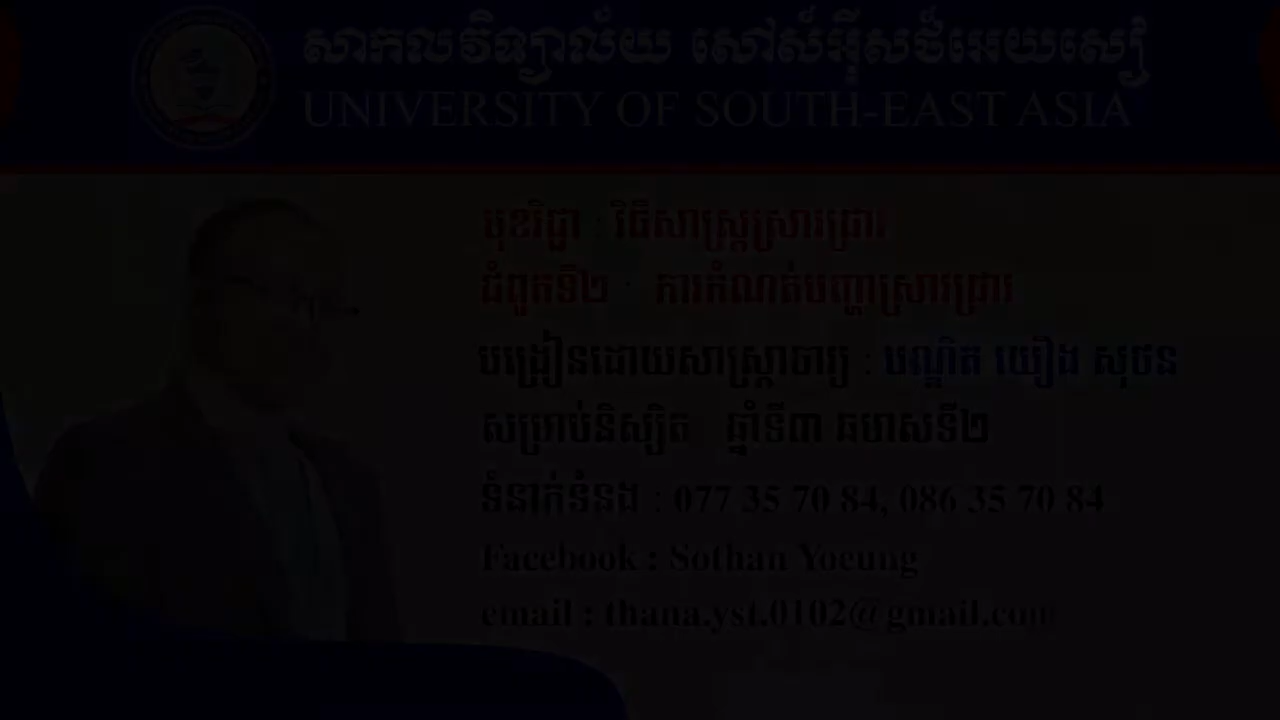 សាកលវិទ្យាល័យ សៅស៍អ៊ីសថ៍អេយសៀ
UNIVERSITY OF SOUTH-EAST ASIA
មុខវិជ្ជា : វិធីសាស្ត្រស្រាវជ្រាវ
ជំពូកទី២ : ការកំណត់បញ្ហាស្រាវជ្រាវ
បង្រៀនដោយសាស្ត្រាចារ្យ : បណ្ឌិត យឿង សុថន
សម្រាប់និស្សិត ឆ្នាំទី៣ ឆមាសទី២
ទំនាក់ទំនង : 077 35 70 84, 086 35 70 84
Facebook : Sothan Yoeung
email : thana.yst.0102@gmail.com